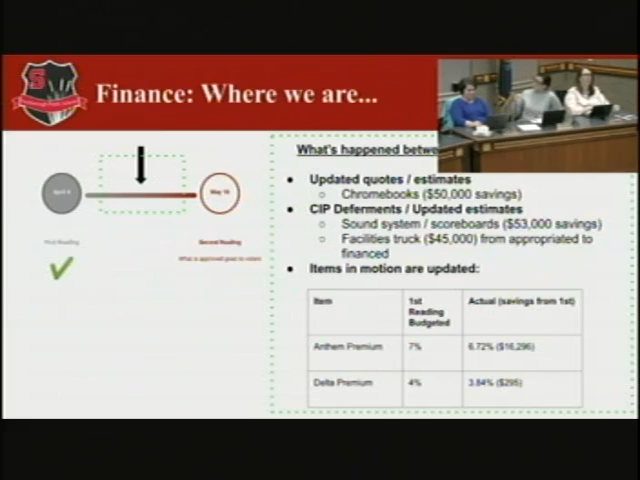 S
Finance: Where we are...
What's happened betwe
April 4
May 16
First Reading
Second Reading
What is approved goes to voters
• Updated quotes / estimates
○ Chromebooks ($50,000 savings)
• CIP Deferments / Updated estimates
○ Sound system / scoreboards ($53,000 savings)
○ Facilities truck ($45,000) from appropriated to
financed
• Items in motion are updated:
Item
1st
Reading
Budgeted
Actual (savings from 1st)
Anthem Premium
7%
6.72% ($16,296)
Delta Premium
4%
3.84% ($295)